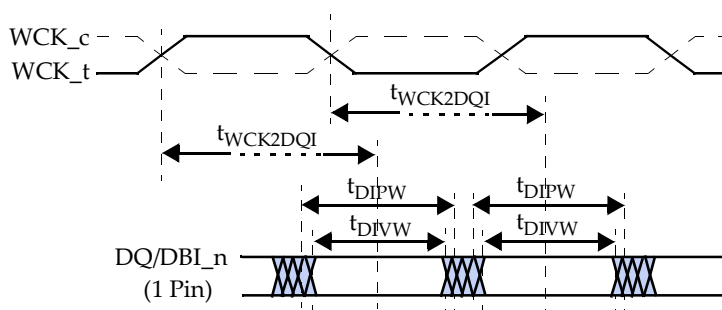 WCK_c
WCK_t
tWCK2DQI
tWCK2DQI
tDIPW tDIPW
tDIVW tDIVW
DQ/DBI_n
(1 Pin)